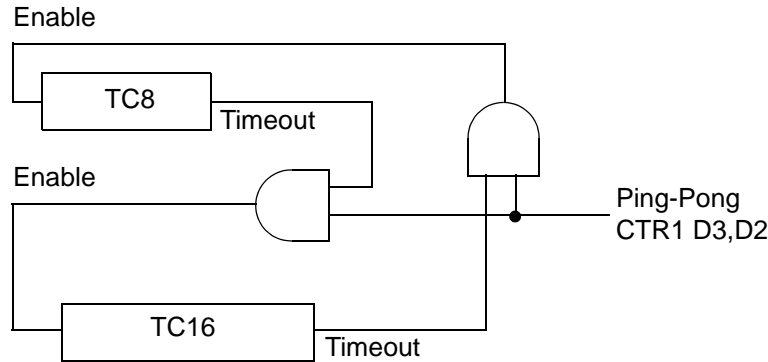 Enable
TC8
Timeout
Enable
Ping-Pong
CTR1 D3,D2
TC16
Timeout